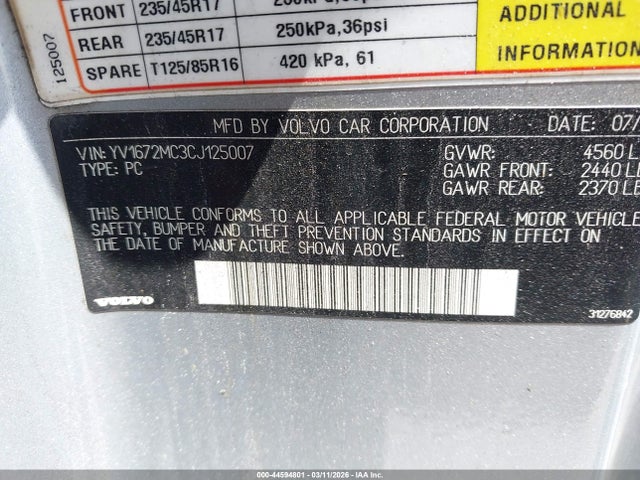 FRONT 235/45R17
REAR 235/45R17 250kPa,36psi
SPARE T125/85R16 420 kPa, 61
ADDITIONAL
INFORMATION
125007
MFD BY VOLVO CAR CORPORATION DATE: 07/
VIN: YV1672MC3CJ125007 GVWR: 4560 L
TYPE: PC GAWR FRONT: 2440 LB
GAWR REAR: 2370 LB
THIS VEHICLE CONFORMS TO ALL APPLICABLE FEDERAL MOTOR VEHICLE
SAFETY, BUMPER AND THEFT PREVENTION STANDARDS IN EFFECT ON
THE DATE OF MANUFACTURE SHOWN ABOVE.
VOLVO
31276842
000-44594801 - 03/11/2026 - COPART, INC.